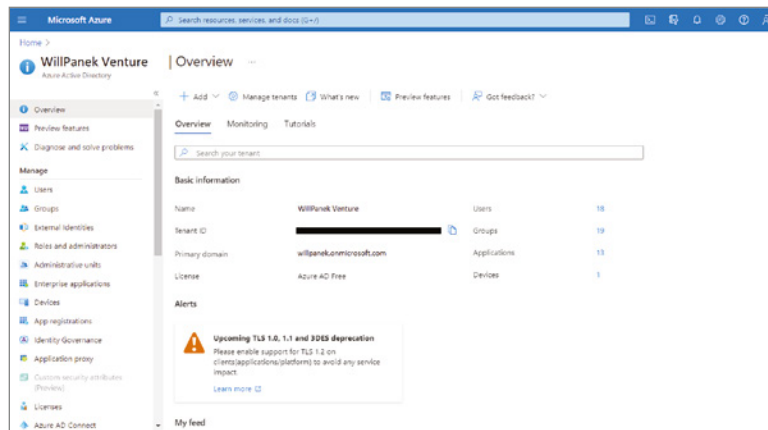 Microsoft Azure
Search resources, services, and docs (G+/)
Home >
WillPanek Venture | Overview ...
Azure Active Directory
Overview
Preview features
Diagnose and solve problems
Manage
Users
Groups
External Identities
Roles and administrators
Administrative units
Enterprise applications
Devices
App registrations
Identity Governance
Application proxy
Custom security attributes
(Preview)
Licenses
Azure AD Connect
+ Add
Manage tenants
What's new
Preview features
Got feedback?
Overview Monitoring Tutorials
Search your tenant
Basic information
Name WillPanek Venture Users 18
Tenant ID Groups 19
Primary domain willpanek.onmicrosoft.com Applications 13
License Azure AD Free Devices 1
Alerts
Upcoming TLS 1.0, 1.1 and 3DES deprecation
Please enable support for TLS 1.2 on
clients(applications/platform) to avoid any service
impact.
Learn more
My feed